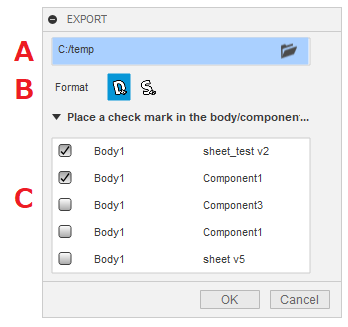 EXPORT
A C:/temp
B Format
Place a check mark in the body/componen...
Body1 sheet_test v2
Body1 Component1
C Body1 Component3
Body1 Component1
Body1 sheet v5
OK Cancel